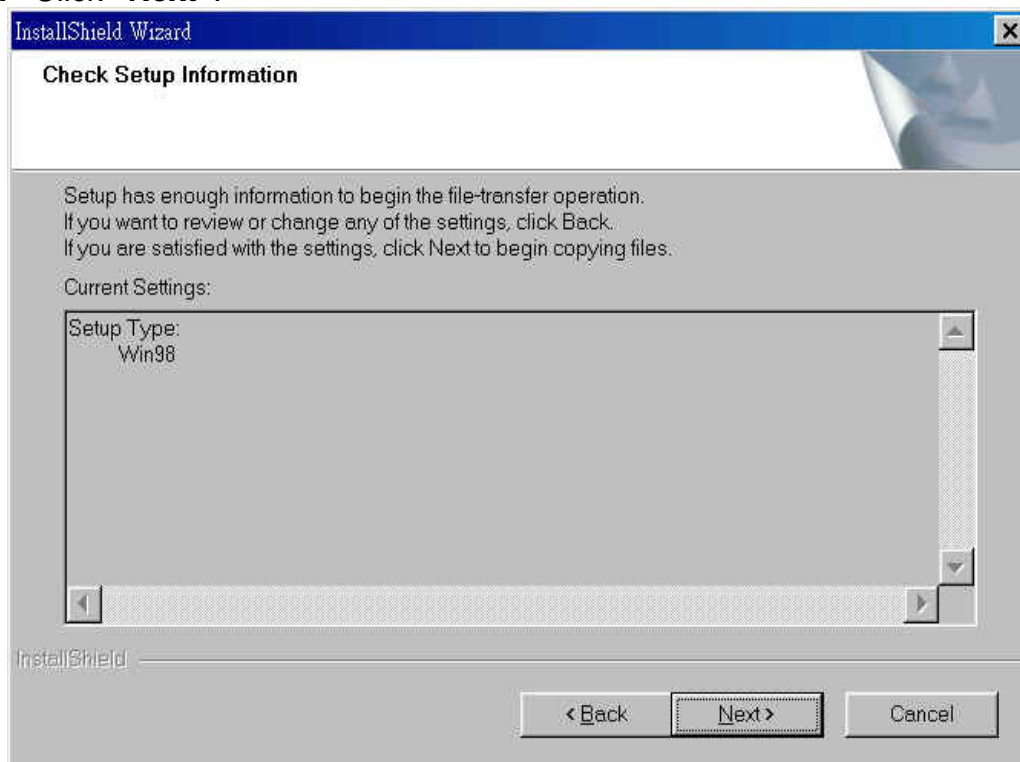 InstallShield Wizard
Check Setup Information
Setup has enough information to begin the file-transfer operation.
If you want to review or change any of the settings, click Back.
If you are satisfied with the settings, click Next to begin copying files.
Current Settings:
Setup Type:
Win98
InstallShield
< Back Next > Cancel